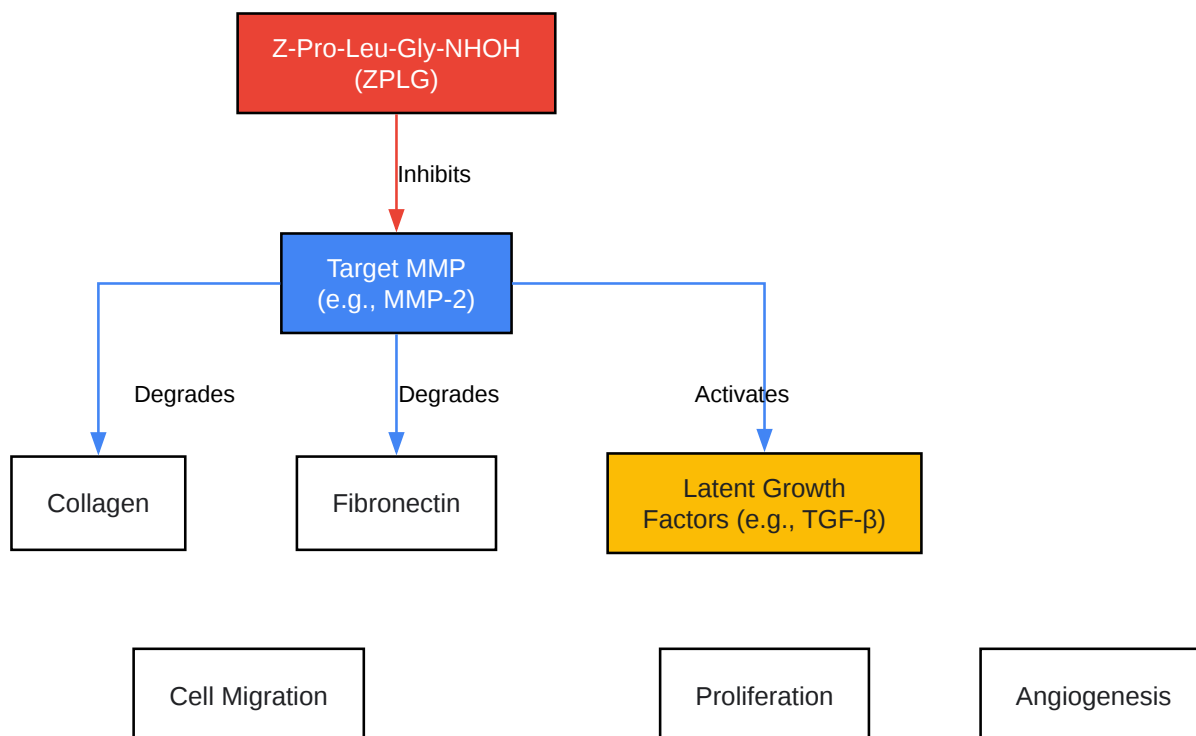 Z-Pro-Leu-Gly-NHOH
(ZPLG)
Inhibits
Target MMP
(e.g., MMP-2)
Degrades
Degrades
Activates
Collagen
Fibronectin
Latent Growth
Factors (e.g., TGF-β)
Cell Migration
Proliferation
Angiogenesis